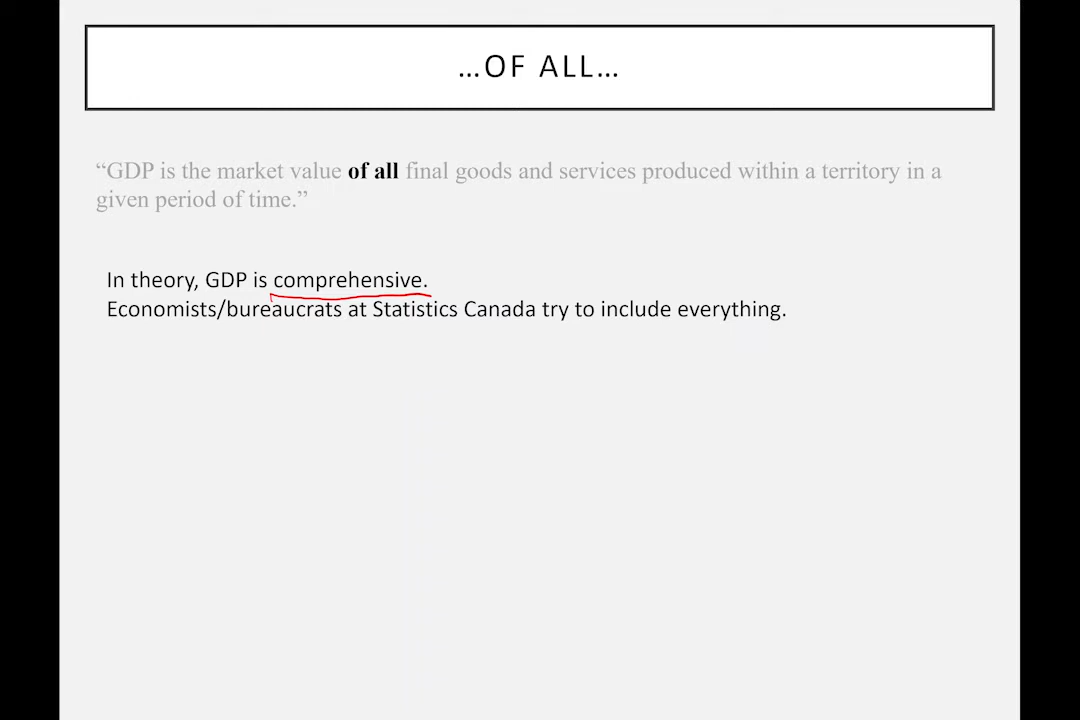 …OF ALL…
“GDP is the market value of all final goods and services produced within a territory in a
given period of time.”
In theory, GDP is comprehensive.
Economists/bureaucrats at Statistics Canada try to include everything.